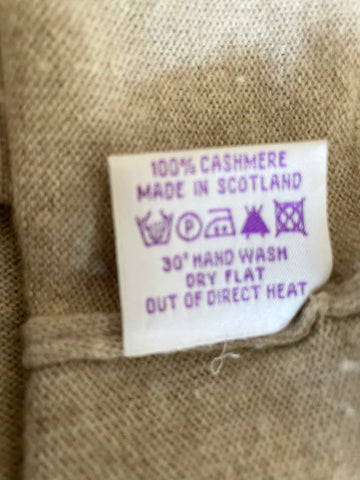 100% CASHMERE
MADE IN SCOTLAND
P
30° HAND WASH
DRY FLAT
OUT OF DIRECT HEAT